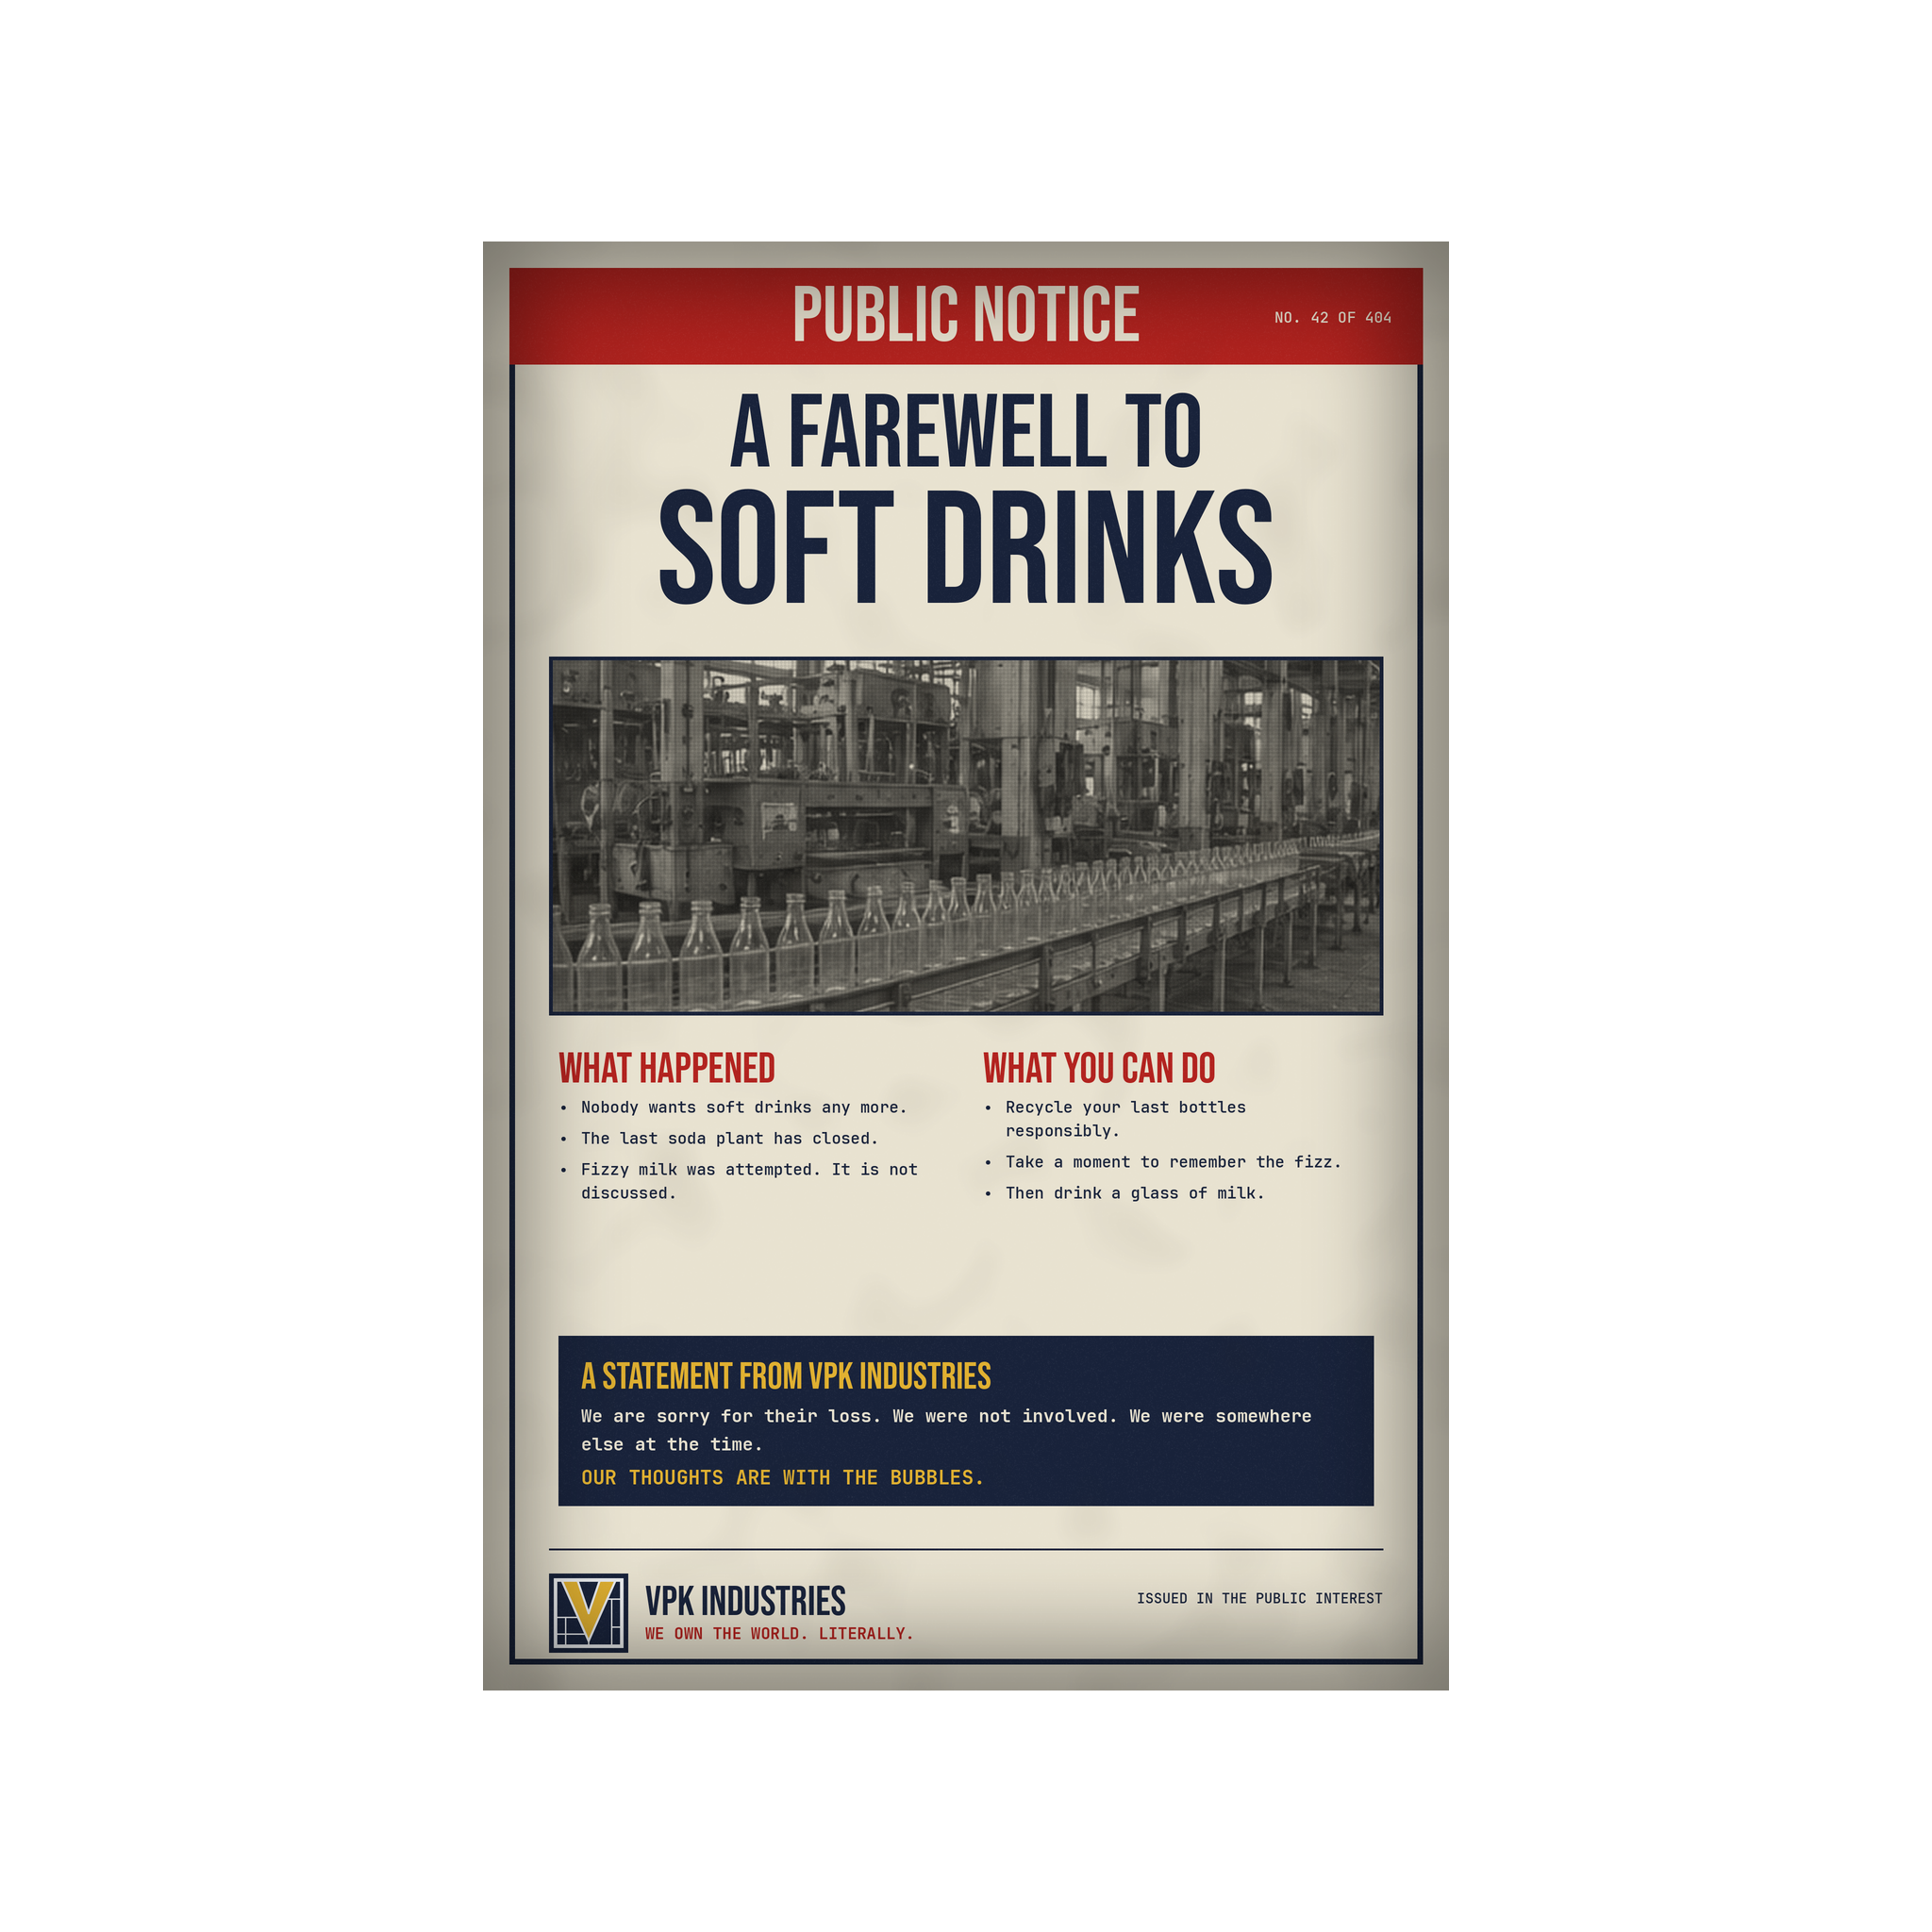 PUBLIC NOTICE
NO. 42 OF 404
A FAREWELL TO
SOFT DRINKS
WHAT HAPPENED
• Nobody wants soft drinks any more.
• The last soda plant has closed.
• Fizzy milk was attempted. It is not
discussed.
WHAT YOU CAN DO
• Recycle your last bottles
responsibly.
• Take a moment to remember the fizz.
• Then drink a glass of milk.
A STATEMENT FROM VPK INDUSTRIES
We are sorry for their loss. We were not involved. We were somewhere
else at the time.
OUR THOUGHTS ARE WITH THE BUBBLES.
V
VPK INDUSTRIES
WE OWN THE WORLD. LITERALLY.
ISSUED IN THE PUBLIC INTEREST